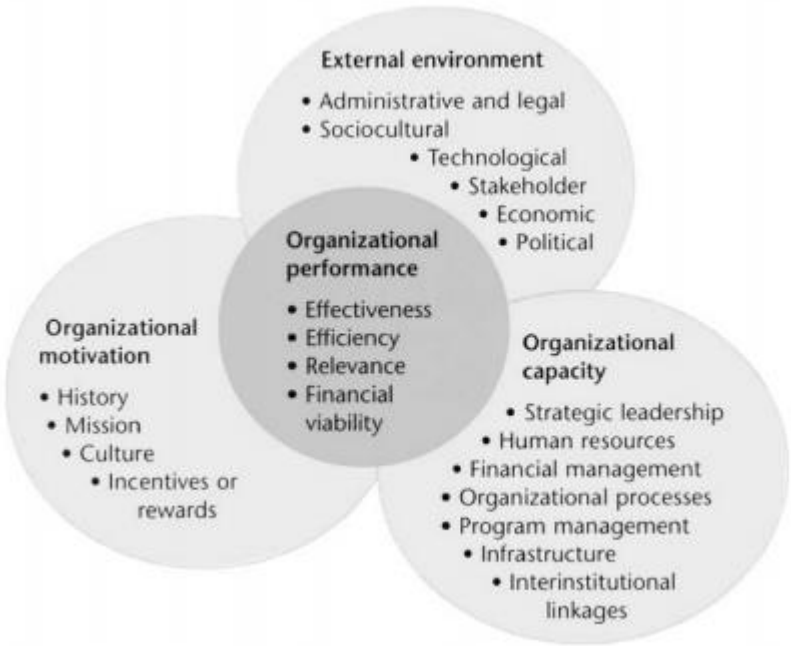 External environment
• Administrative and legal
• Sociocultural
• Technological
• Stakeholder
• Economic
• Political
Organizational
performance
• Effectiveness
• Efficiency
• Relevance
• Financial
viability
Organizational
motivation
• History
• Mission
• Culture
• Incentives or
rewards
Organizational
capacity
• Strategic leadership
• Human resources
• Financial management
• Organizational processes
• Program management
• Infrastructure
• Interinstitutional
linkages